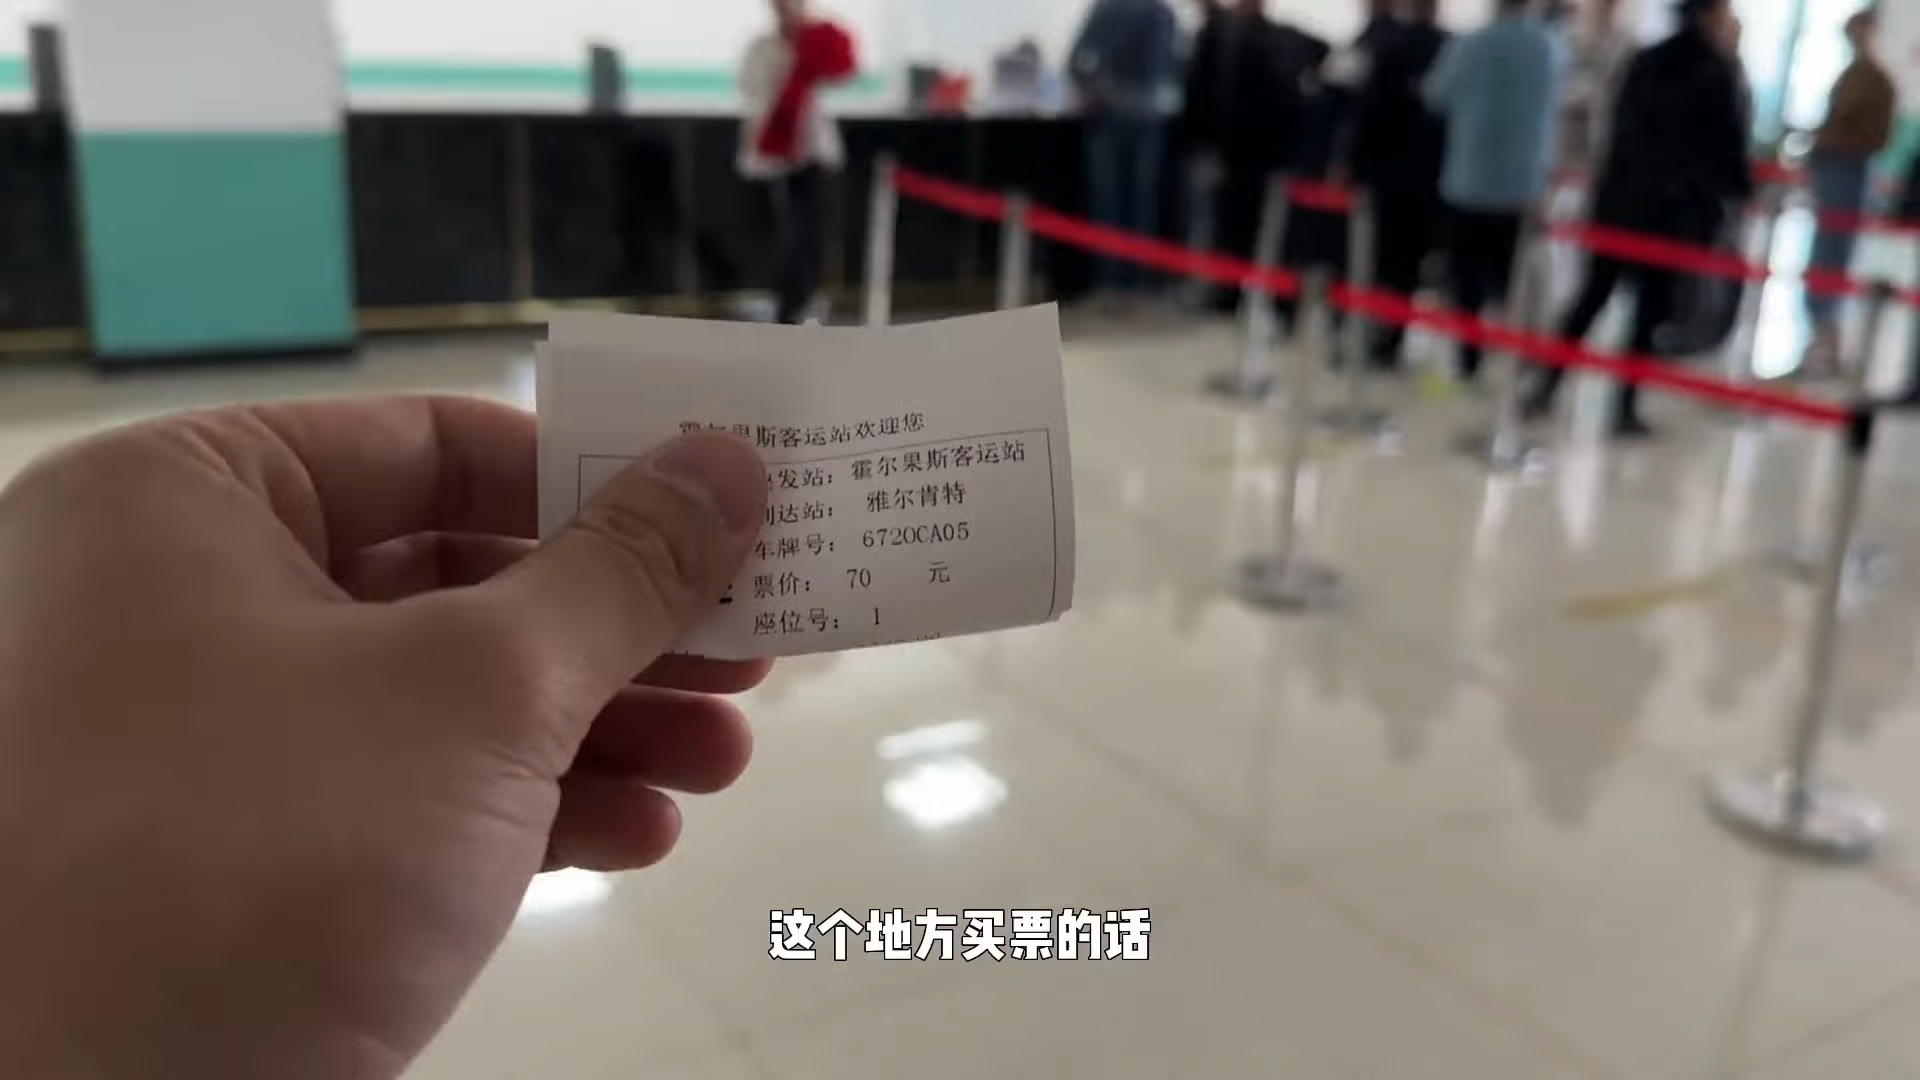 霍尔果斯客运站欢迎您
出发站：霍尔果斯客运站
到达站： 雅尔肯特
车牌号： 6720CA05
票价： 70 元
座位号： 1
这个地方买票的话